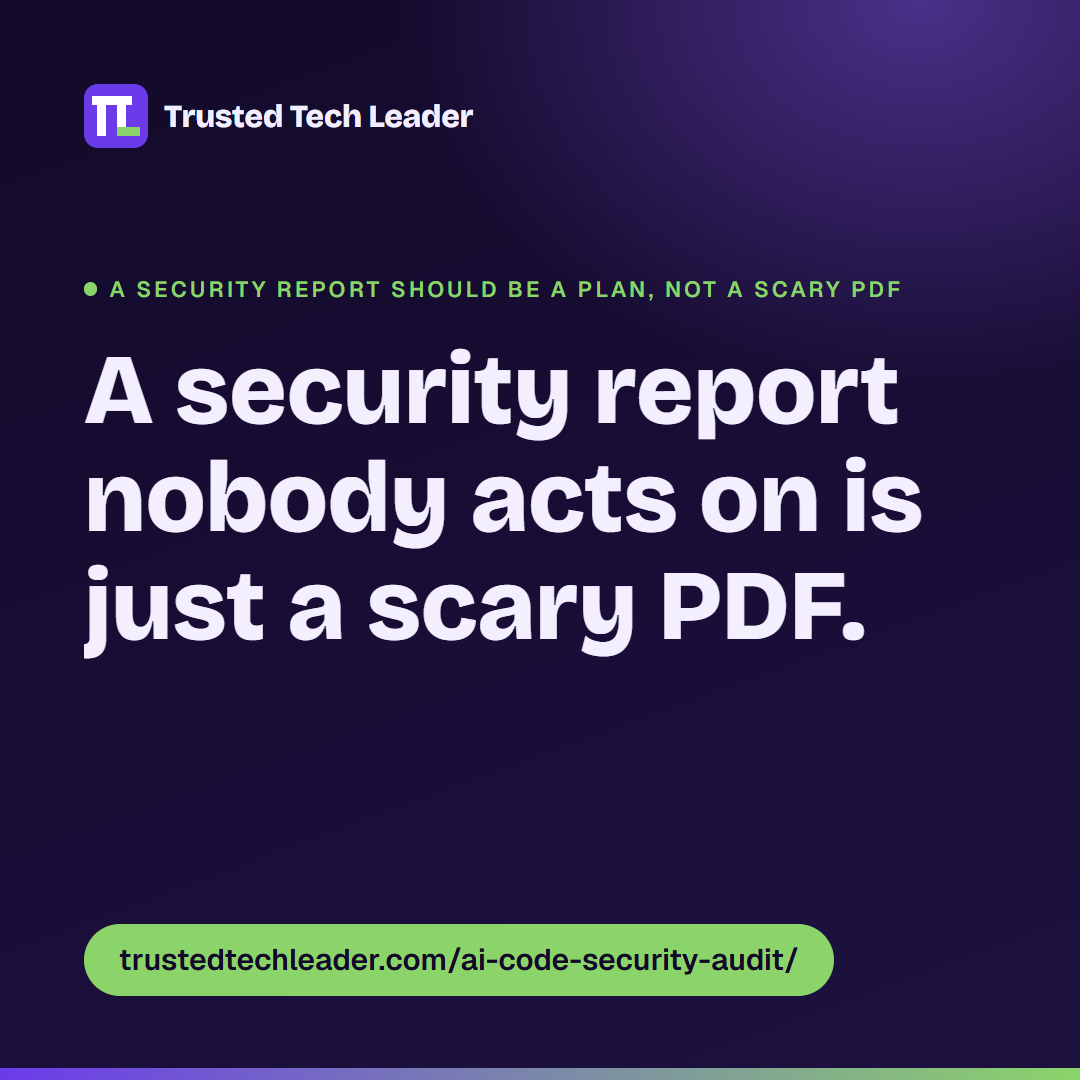 Trusted Tech Leader
A SECURITY REPORT SHOULD BE A PLAN, NOT A SCARY PDF
A security report
nobody acts on is
just a scary PDF.
trustedtechleader.com/ai-code-security-audit/